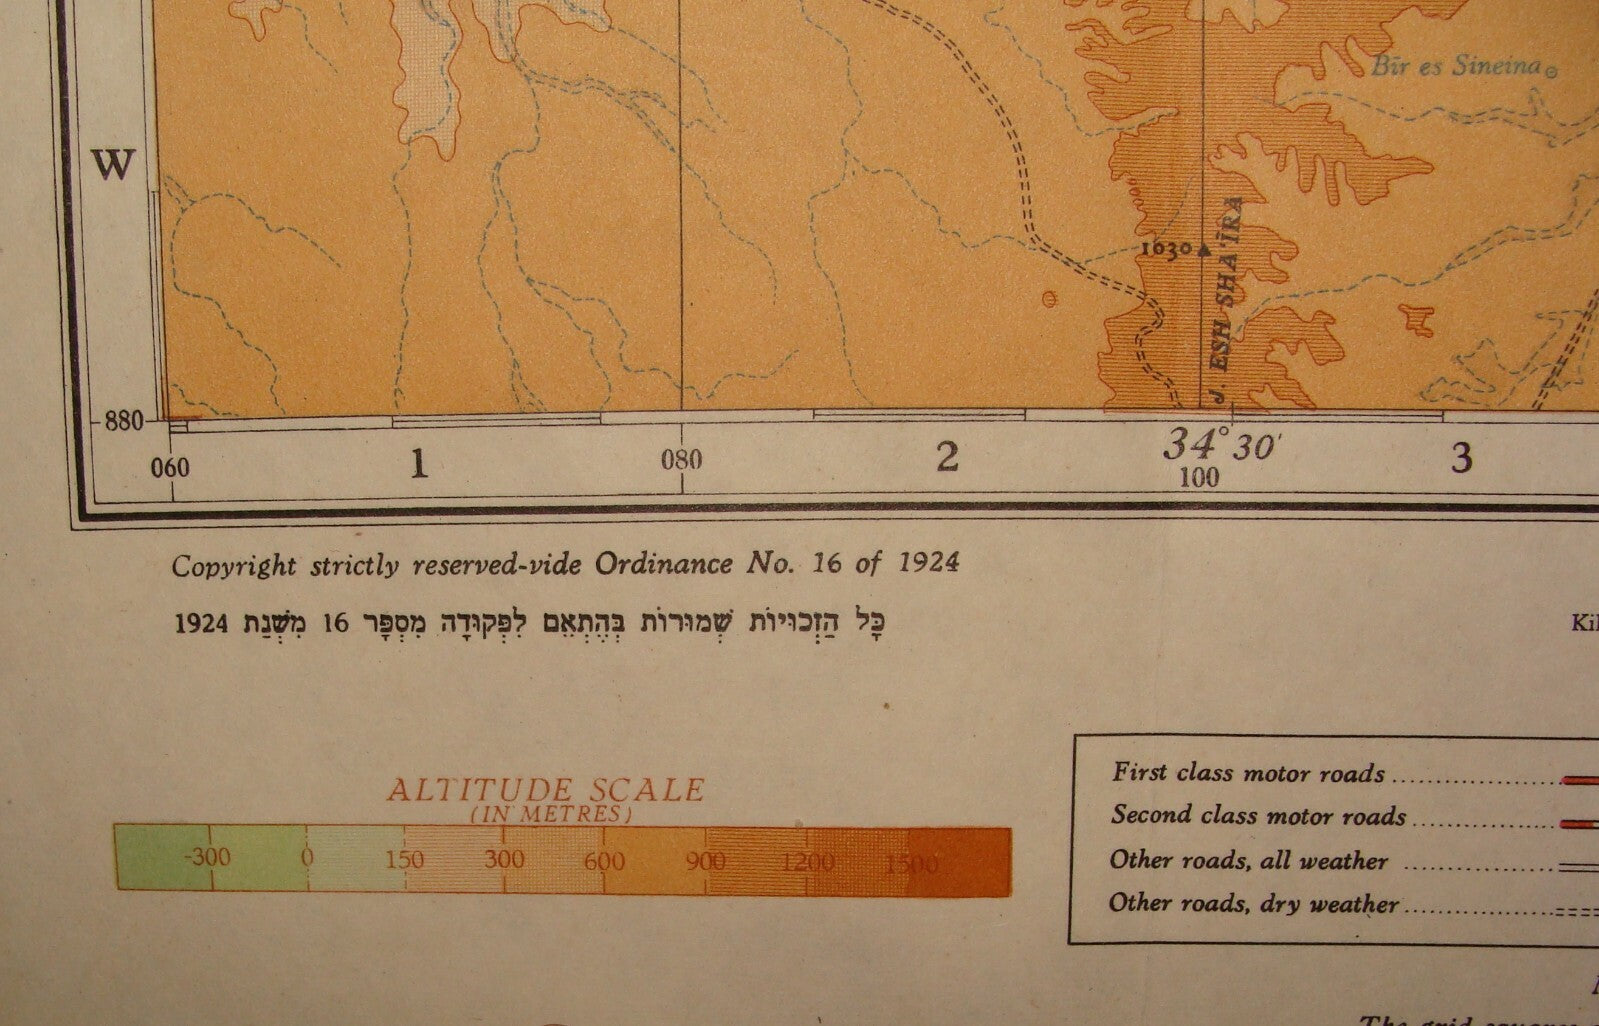 Bīr es Sineina
W
1030
J. ESH SHA'ĪRA
880
060
1
080
2
34° 30'
100
3
Copyright strictly reserved-vide Ordinance No. 16 of 1924
כָּל הַזְכוּיוֹת שְׁמוּרוֹת בְּהֶתְאֵם לִפְקוּדָה מִסְפָּר 16 מִשְׁנַת 1924
ALTITUDE SCALE
(IN METRES)
-300 0 150 300 600 900 1200 1500
First class motor roads
Second class motor roads
Other roads, all weather
Other roads, dry weather